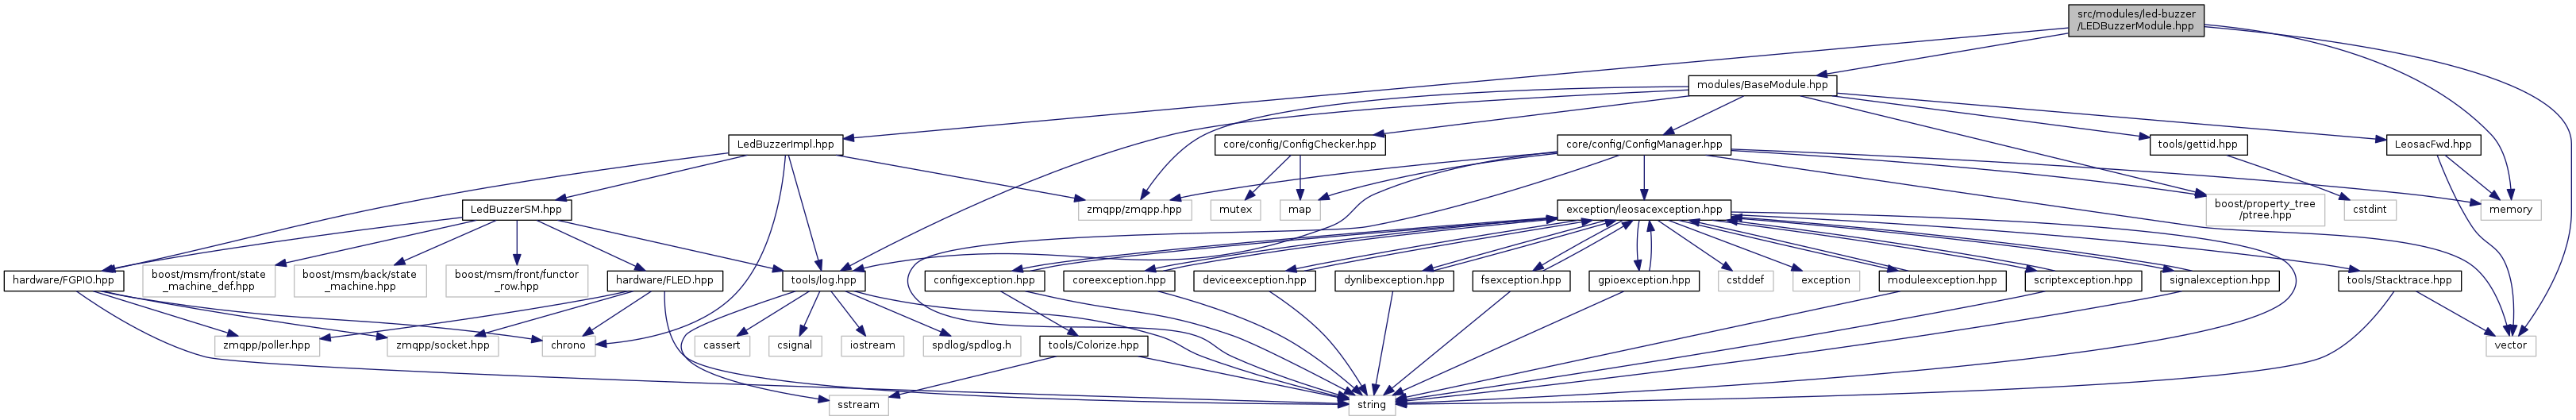 src/modules/led-buzzer
/LEDBuzzerModule.hpp
modules/BaseModule.hpp
LedBuzzerImpl.hpp
core/config/ConfigChecker.hpp
core/config/ConfigManager.hpp
tools/gettid.hpp
LeosacFwd.hpp
LedBuzzerSM.hpp
zmqpp/zmqpp.hpp
mutex
map
exception/leosacexception.hpp
boost/property_tree
/ptree.hpp
cstdint
memory
hardware/FGPIO.hpp
boost/msm/front/state
_machine_def.hpp
boost/msm/back/state
_machine.hpp
boost/msm/front/functor
_row.hpp
hardware/FLED.hpp
tools/log.hpp
configexception.hpp
coreexception.hpp
deviceexception.hpp
dynlibexception.hpp
fsexception.hpp
gpioexception.hpp
cstddef
exception
moduleexception.hpp
scriptexception.hpp
signalexception.hpp
tools/Stacktrace.hpp
zmqpp/poller.hpp
zmqpp/socket.hpp
chrono
cassert
csignal
iostream
spdlog/spdlog.h
tools/Colorize.hpp
vector
sstream
string